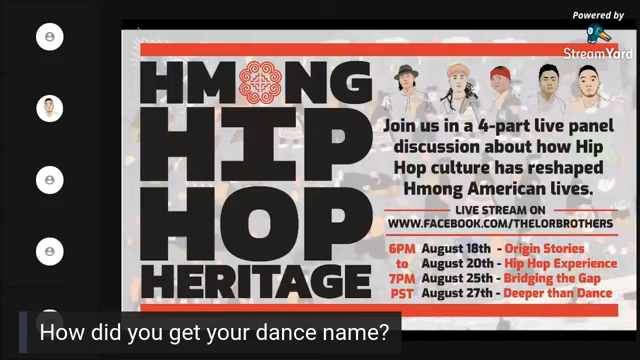 Powered by
StreamYard
HMONG
HIP
HOP
HERITAGE
Join us in a 4-part live panel
discussion about how Hip
Hop culture has reshaped
Hmong American lives.
LIVE STREAM ON
WWW.FACEBOOK.COM/THELORBROTHERS
6PM August 18th - Origin Stories
to August 20th - Hip Hop Experience
7PM August 25th - Bridging the Gap
PST August 27th - Deeper than Dance
How did you get your dance name?